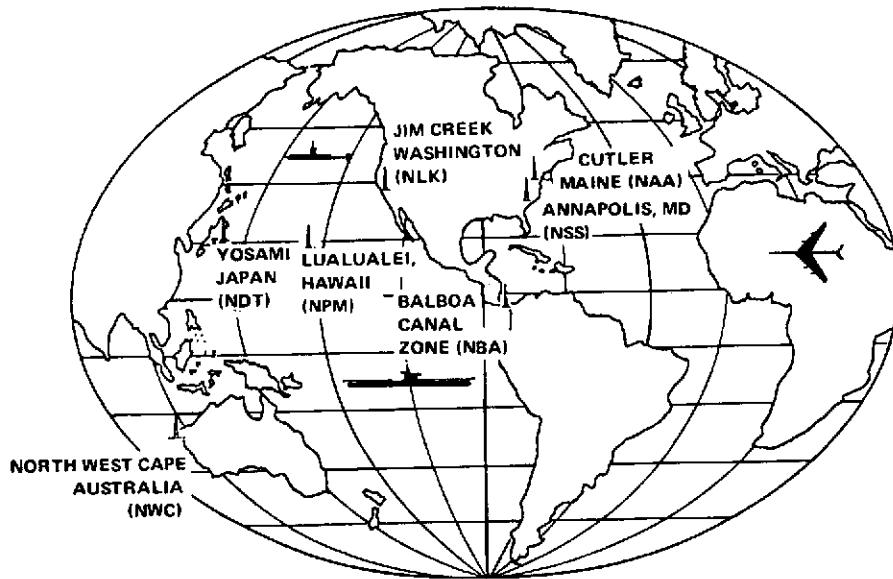 JIM CREEK
WASHINGTON
(NLK)
CUTLER
MAINE (NAA)
ANNAPOLIS, MD
(NSS)
YOSAMI
JAPAN
(NDT)
LUALUALEI,
HAWAII
(NPM)
BALBOA
CANAL
ZONE (NBA)
NORTH WEST CAPE
AUSTRALIA
(NWC)